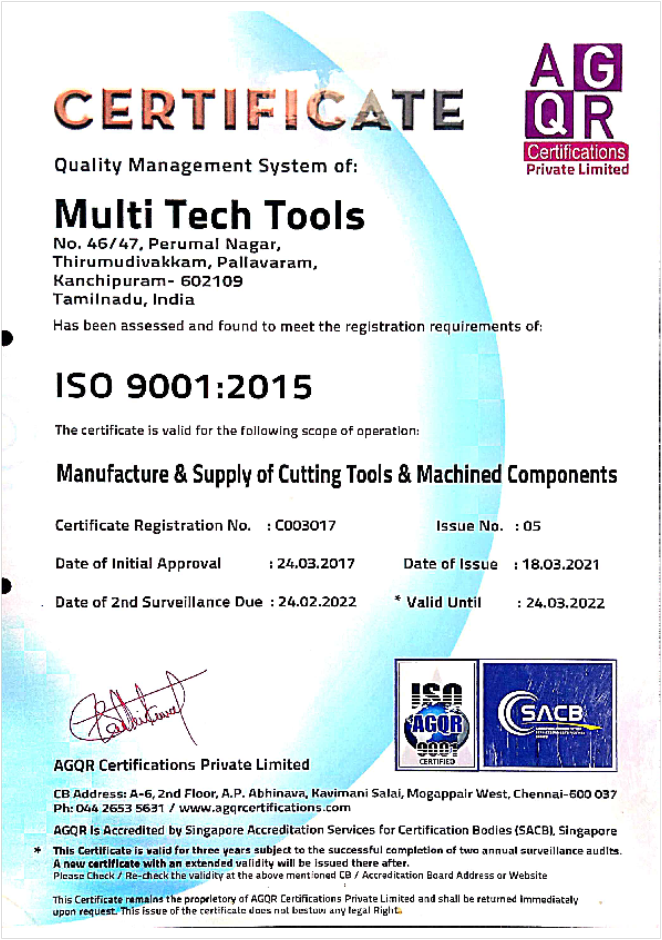 CERTIFICATE
AGQR
Certifications
Private Limited
Quality Management System of:
Multi Tech Tools
No. 46/47, Perumal Nagar,
Thirumudivakkam, Pallavaram,
Kanchipuram- 602109
Tamilnadu, India
Has been assessed and found to meet the registration requirements of:
ISO 9001:2015
The certificate is valid for the following scope of operation:
Manufacture & Supply of Cutting Tools & Machined Components
Certificate Registration No. : C003017 Issue No. : 05
Date of Initial Approval : 24.03.2017 Date of Issue : 18.03.2021
Date of 2nd Surveillance Due : 24.02.2022 * Valid Until : 24.03.2022
ISO
AGQR
9001
CERTIFIED
SACB
AGQR Certifications Private Limited
CB Address: A-6, 2nd Floor, A.P. Abhinava, Kavimani Salai, Mogappair West, Chennai-600 037
Ph: 044 2653 5631 / www.agqrcertifications.com
AGQR is Accredited by Singapore Accreditation Services for Certification Bodies (SACB), Singapore
* This Certificate is valid for three years subject to the successful completion of two annual surveillance audits.
A new certificate with an extended validity will be issued there after.
Please Check / Re-check the validity at the above mentioned CB / Accreditation Board Address or Website
This Certificate remains the proprietory of AGQR Certifications Private Limited and shall be returned immediately
upon request. This issue of the certificate does not bestow any legal Right.